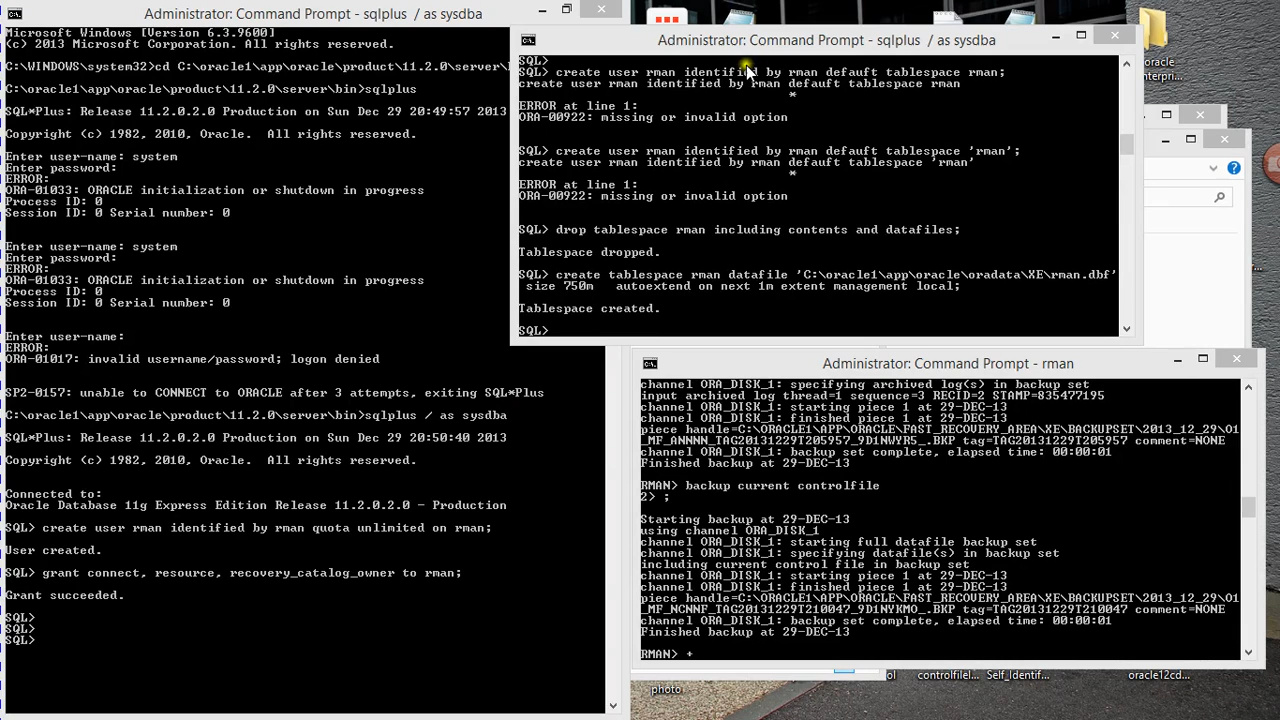 Administrator: Command Prompt - sqlplus / as sysdba
Microsoft Windows [Version 6.3.9600]
(c) 2013 Microsoft Corporation. All rights reserved.
C:\WINDOWS\system32>cd C:\oracle1\app\oracle\product\11.2.0\server\
C:\oracle1\app\oracle\product\11.2.0\server\bin>sqlplus
SQL*Plus: Release 11.2.0.2.0 Production on Sun Dec 29 20:49:57 2013
Copyright (c) 1982, 2010, Oracle.  All rights reserved.
Enter user-name: system
Enter password:
ERROR:
ORA-01033: ORACLE initialization or shutdown in progress
Process ID: 0
Session ID: 0 Serial number: 0
Enter user-name: system
Enter password:
ERROR:
ORA-01033: ORACLE initialization or shutdown in progress
Process ID: 0
Session ID: 0 Serial number: 0
Enter user-name:
ERROR:
ORA-01017: invalid username/password; logon denied
SP2-0157: unable to CONNECT to ORACLE after 3 attempts, exiting SQL*Plus
C:\oracle1\app\oracle\product\11.2.0\server\bin>sqlplus / as sysdba
SQL*Plus: Release 11.2.0.2.0 Production on Sun Dec 29 20:50:40 2013
Copyright (c) 1982, 2010, Oracle.  All rights reserved.
Connected to:
Oracle Database 11g Express Edition Release 11.2.0.2.0 - Production
SQL> create user rman identified by rman quota unlimited on rman;
User created.
SQL> grant connect, resource, recovery_catalog_owner to rman;
Grant succeeded.
SQL>
SQL>
SQL>
Administrator: Command Prompt - sqlplus / as sysdba
SQL>
SQL> create user rman identified by rman defauft tablespace rman;
create user rman identified by rman defauft tablespace rman
*
ERROR at line 1:
ORA-00922: missing or invalid option
SQL> create user rman identified by rman defauft tablespace 'rman';
create user rman identified by rman defauft tablespace 'rman'
*
ERROR at line 1:
ORA-00922: missing or invalid option
SQL> drop tablespace rman including contents and datafiles;
Tablespace dropped.
SQL> create tablespace rman datafile 'C:\oracle1\app\oracle\oradata\XE\rman.dbf'
size 750m   autoextend on next 1m extent management local;
Tablespace created.
SQL>
Administrator: Command Prompt - rman
channel ORA_DISK_1: specifying archived log(s) in backup set
input archived log thread=1 sequence=3 RECID=2 STAMP=835477195
channel ORA_DISK_1: starting piece 1 at 29-DEC-13
channel ORA_DISK_1: finished piece 1 at 29-DEC-13
piece handle=C:\ORACLE1\APP\ORACLE\FAST_RECOVERY_AREA\XE\BACKUPSET\2013_12_29\O1
_MF_ANNNN_TAG20131229T205957_9D1NWYR5_.BKP tag=TAG20131229T205957 comment=NONE
channel ORA_DISK_1: backup set complete, elapsed time: 00:00:01
Finished backup at 29-DEC-13
RMAN> backup current controlfile
2> ;
Starting backup at 29-DEC-13
using channel ORA_DISK_1
channel ORA_DISK_1: starting full datafile backup set
channel ORA_DISK_1: specifying datafile(s) in backup set
including current control file in backup set
channel ORA_DISK_1: starting piece 1 at 29-DEC-13
channel ORA_DISK_1: finished piece 1 at 29-DEC-13
piece handle=C:\ORACLE1\APP\ORACLE\FAST_RECOVERY_AREA\XE\BACKUPSET\2013_12_29\O1
_MF_NCNNF_TAG20131229T210047_9D1NYKMO_.BKP tag=TAG20131229T210047 comment=NONE
channel ORA_DISK_1: backup set complete, elapsed time: 00:00:01
Finished backup at 29-DEC-13
RMAN> +
oracle
enterpri...
photo
ol
controlfilel...
Self_Identif...
oracle12cd...